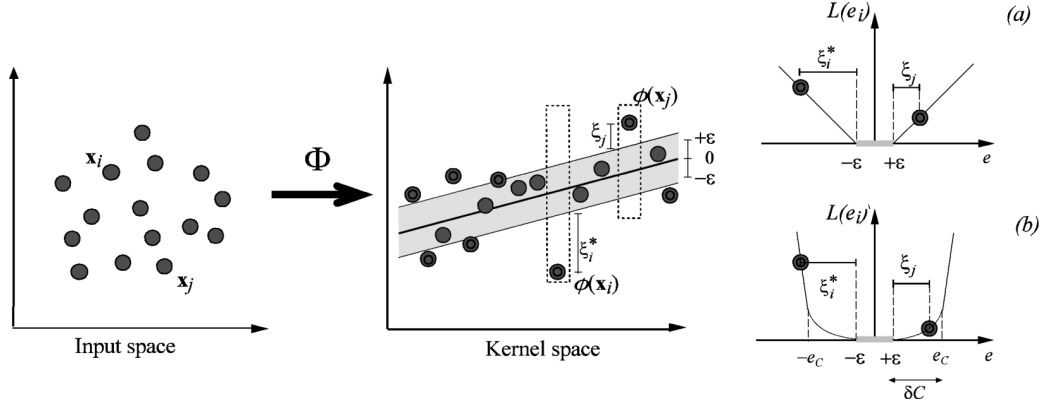 x_i
x_j
Input space
Φ
ϕ(x_j)
ξ_j
+ε
0
−ε
ξ_i^*
ϕ(x_i)
Kernel space
L(e_i) (a)
ξ_i^*
ξ_j
−ε +ε e
L(e_i)` (b)
ξ_i^*
ξ_j
−e_C −ε +ε e_C e
δC